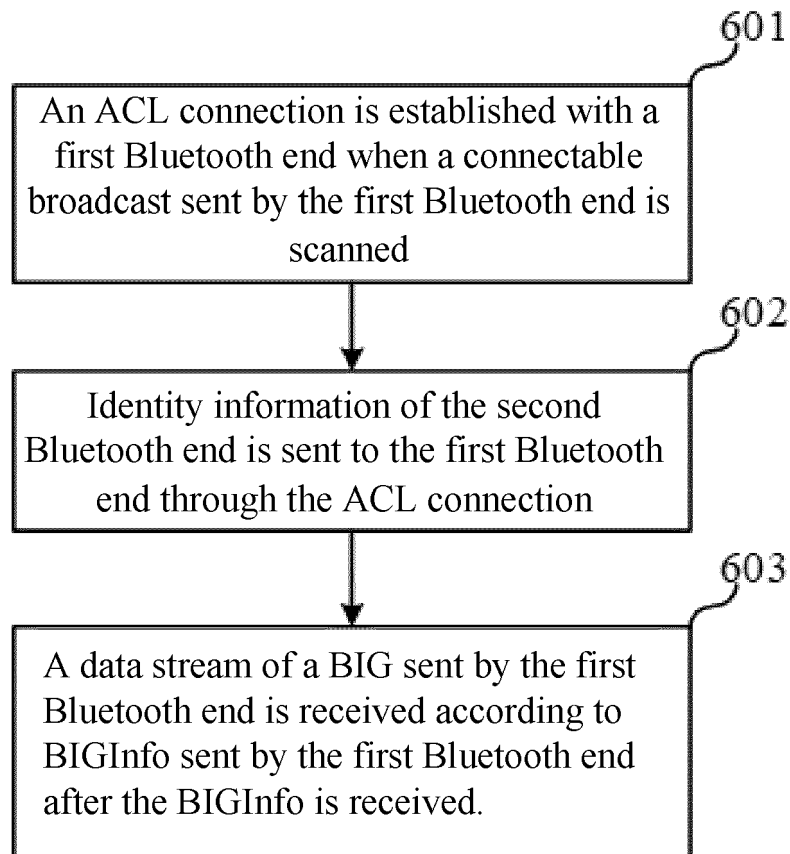 601
An ACL connection is established with a
first Bluetooth end when a connectable
broadcast sent by the first Bluetooth end is
scanned
602
Identity information of the second
Bluetooth end is sent to the first Bluetooth
end through the ACL connection
603
A data stream of a BIG sent by the first
Bluetooth end is received according to
BIGInfo sent by the first Bluetooth end
after the BIGInfo is received.